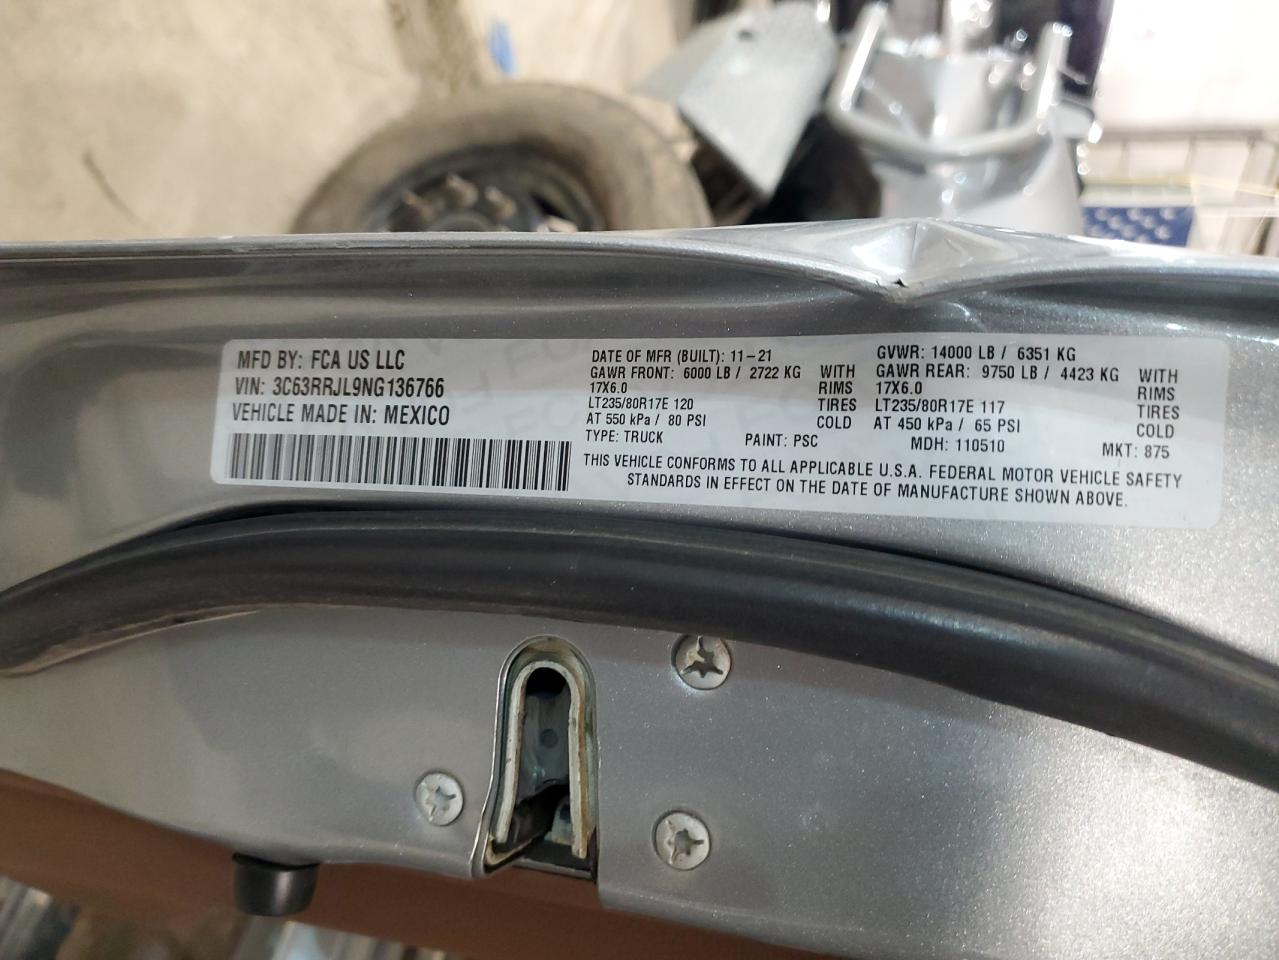 MFD BY: FCA US LLC
VIN: 3C63RRJL9NG136766
VEHICLE MADE IN: MEXICO
DATE OF MFR (BUILT): 11-21
GAWR FRONT: 6000 LB / 2722 KG WITH
17X6.0 RIMS
LT235/80R17E 120 TIRES
AT 550 kPa / 80 PSI COLD
TYPE: TRUCK PAINT: PSC
GVWR: 14000 LB / 6351 KG
GAWR REAR: 9750 LB / 4423 KG WITH
17X6.0 RIMS
LT235/80R17E 117 TIRES
AT 450 kPa / 65 PSI COLD
MDH: 110510 MKT: 875
THIS VEHICLE CONFORMS TO ALL APPLICABLE U.S.A. FEDERAL MOTOR VEHICLE SAFETY
STANDARDS IN EFFECT ON THE DATE OF MANUFACTURE SHOWN ABOVE.